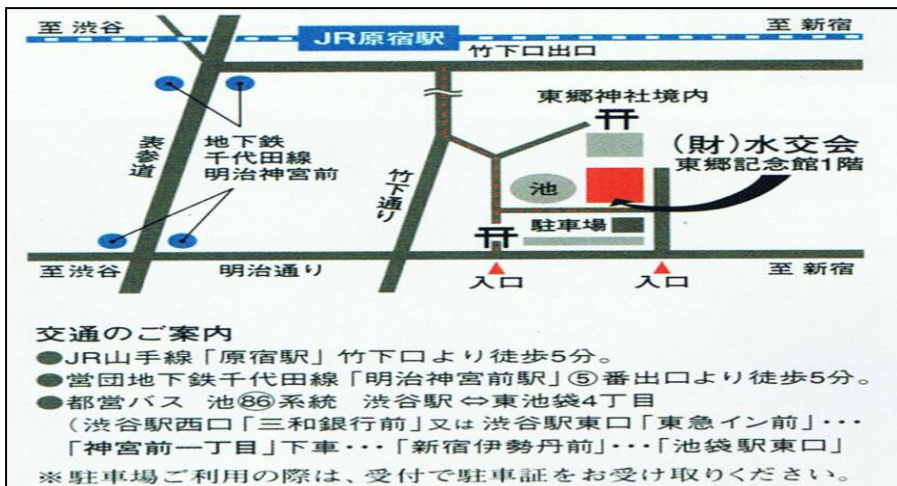 至 渋谷
JR原宿駅
至 新宿
竹下口出口
東郷神社境内
地下鉄
千代田線
明治神宮前
表参道
竹下通り
池
(財)水交会
東郷記念館1階
駐車場
至 渋谷
明治通り
入口
入口
至 新宿
交通のご案内
●JR山手線「原宿駅」竹下口より徒歩5分。
●営団地下鉄千代田線「明治神宮前駅」⑤番出口より徒歩5分。
●都営バス 池86系統 渋谷駅⇔東池袋4丁目
(渋谷駅西口「三和銀行前」又は 渋谷駅東口「東急イン前」…
「神宮前一丁目」下車…「新宿伊勢丹前」…「池袋駅東口」
※駐車場ご利用の際は、受付で駐車証をお受け取りください。